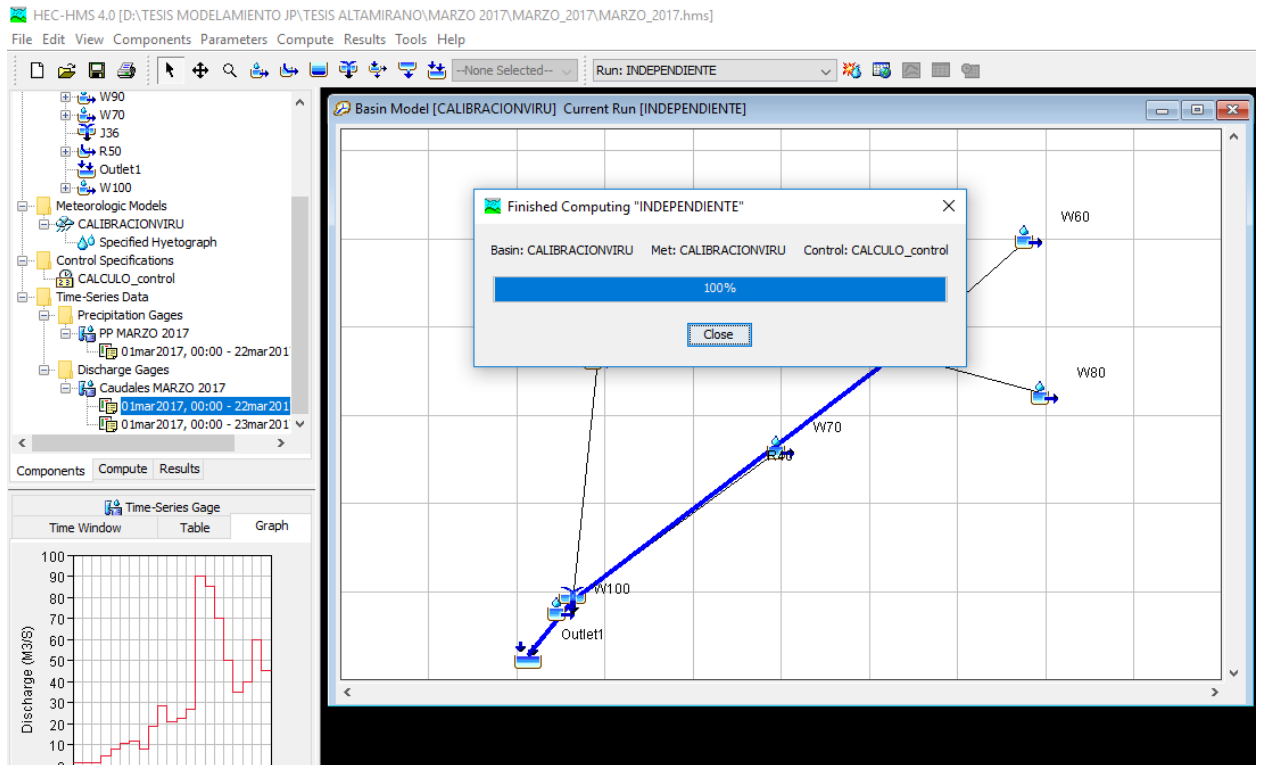 HEC-HMS 4.0 [D:\TESIS MODELAMIENTO JP\TESIS ALTAMIRANO\MARZO 2017\MARZO_2017\MARZO_2017.hms]
File Edit View Components Parameters Compute Results Tools Help
--None Selected-- Run: INDEPENDIENTE
W90
W70
J36
R50
Outlet1
W100
Meteorologic Models
CALIBRACIONVIRU
Specified Hyetograph
Control Specifications
CALCULO_control
Time-Series Data
Precipitation Gages
PP MARZO 2017
01mar2017, 00:00 - 22mar201
Discharge Gages
Caudales MARZO 2017
01mar2017, 00:00 - 22mar201
01mar2017, 00:00 - 23mar201
Components Compute Results
Time-Series Gage
Time Window Table Graph
Discharge (M3/S)
100
90
80
70
60
50
40
30
20
10
Basin Model [CALIBRACIONVIRU] Current Run [INDEPENDIENTE]
Finished Computing "INDEPENDIENTE"
Basin: CALIBRACIONVIRU Met: CALIBRACIONVIRU Control: CALCULO_control
100%
Close
W60
W80
W70
R40
W100
Outlet1